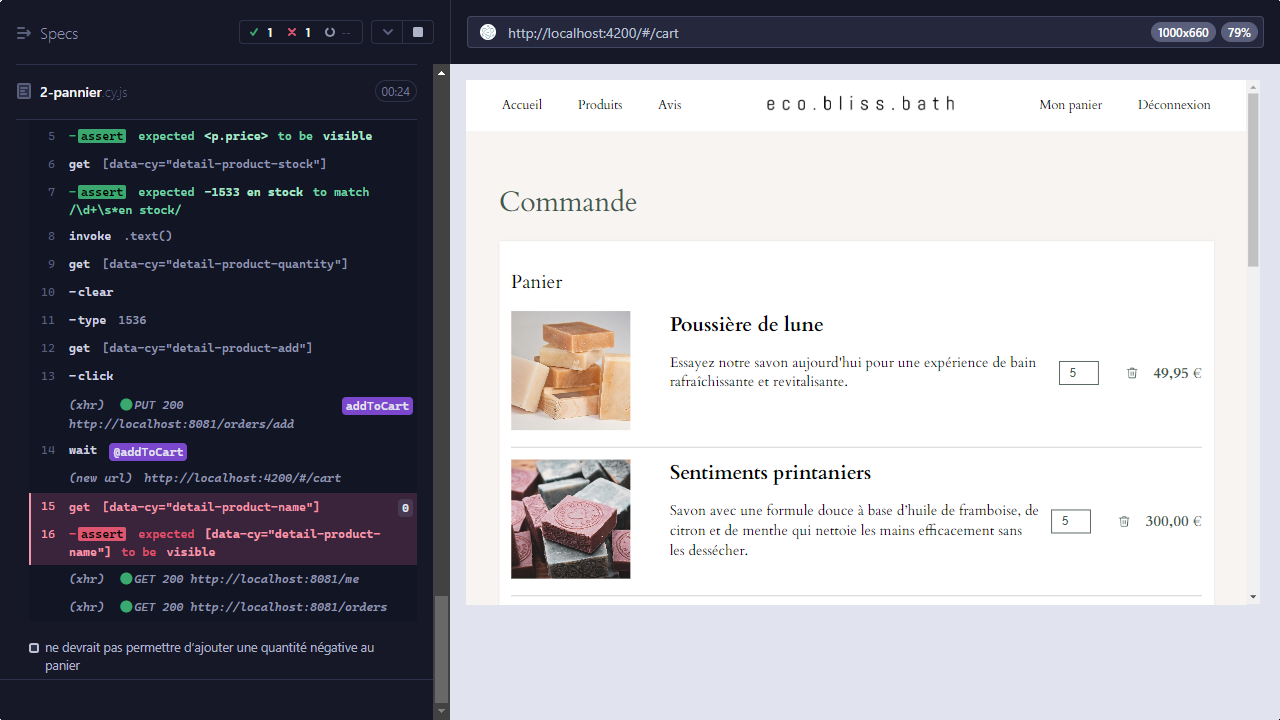 Specs
1
1
--
http://localhost:4200/#/cart
1000x660
79%
2-pannier.cy.js
00:24
5 -assert expected <p.price> to be visible
6 get [data-cy="detail-product-stock"]
7 -assert expected -1533 en stock to match
/\d+\s*en stock/
8 invoke .text()
9 get [data-cy="detail-product-quantity"]
10 -clear
11 -type 1536
12 get [data-cy="detail-product-add"]
13 -click
(xhr) PUT 200 addToCart
http://localhost:8081/orders/add
14 wait @addToCart
(new url) http://localhost:4200/#/cart
15 get [data-cy="detail-product-name"] 0
16 -assert expected [data-cy="detail-product-
name"] to be visible
(xhr) GET 200 http://localhost:8081/me
(xhr) GET 200 http://localhost:8081/orders
ne devrait pas permettre d'ajouter une quantité négative au
panier
Accueil Produits Avis eco.bliss.bath Mon panier Déconnexion
Commande
Panier
Poussière de lune
Essayez notre savon aujourd'hui pour une expérience de bain
rafraîchissante et revitalisante.
5
49,95 €
Sentiments printaniers
Savon avec une formule douce à base d'huile de framboise, de
citron et de menthe qui nettoie les mains efficacement sans
les dessécher.
5
300,00 €